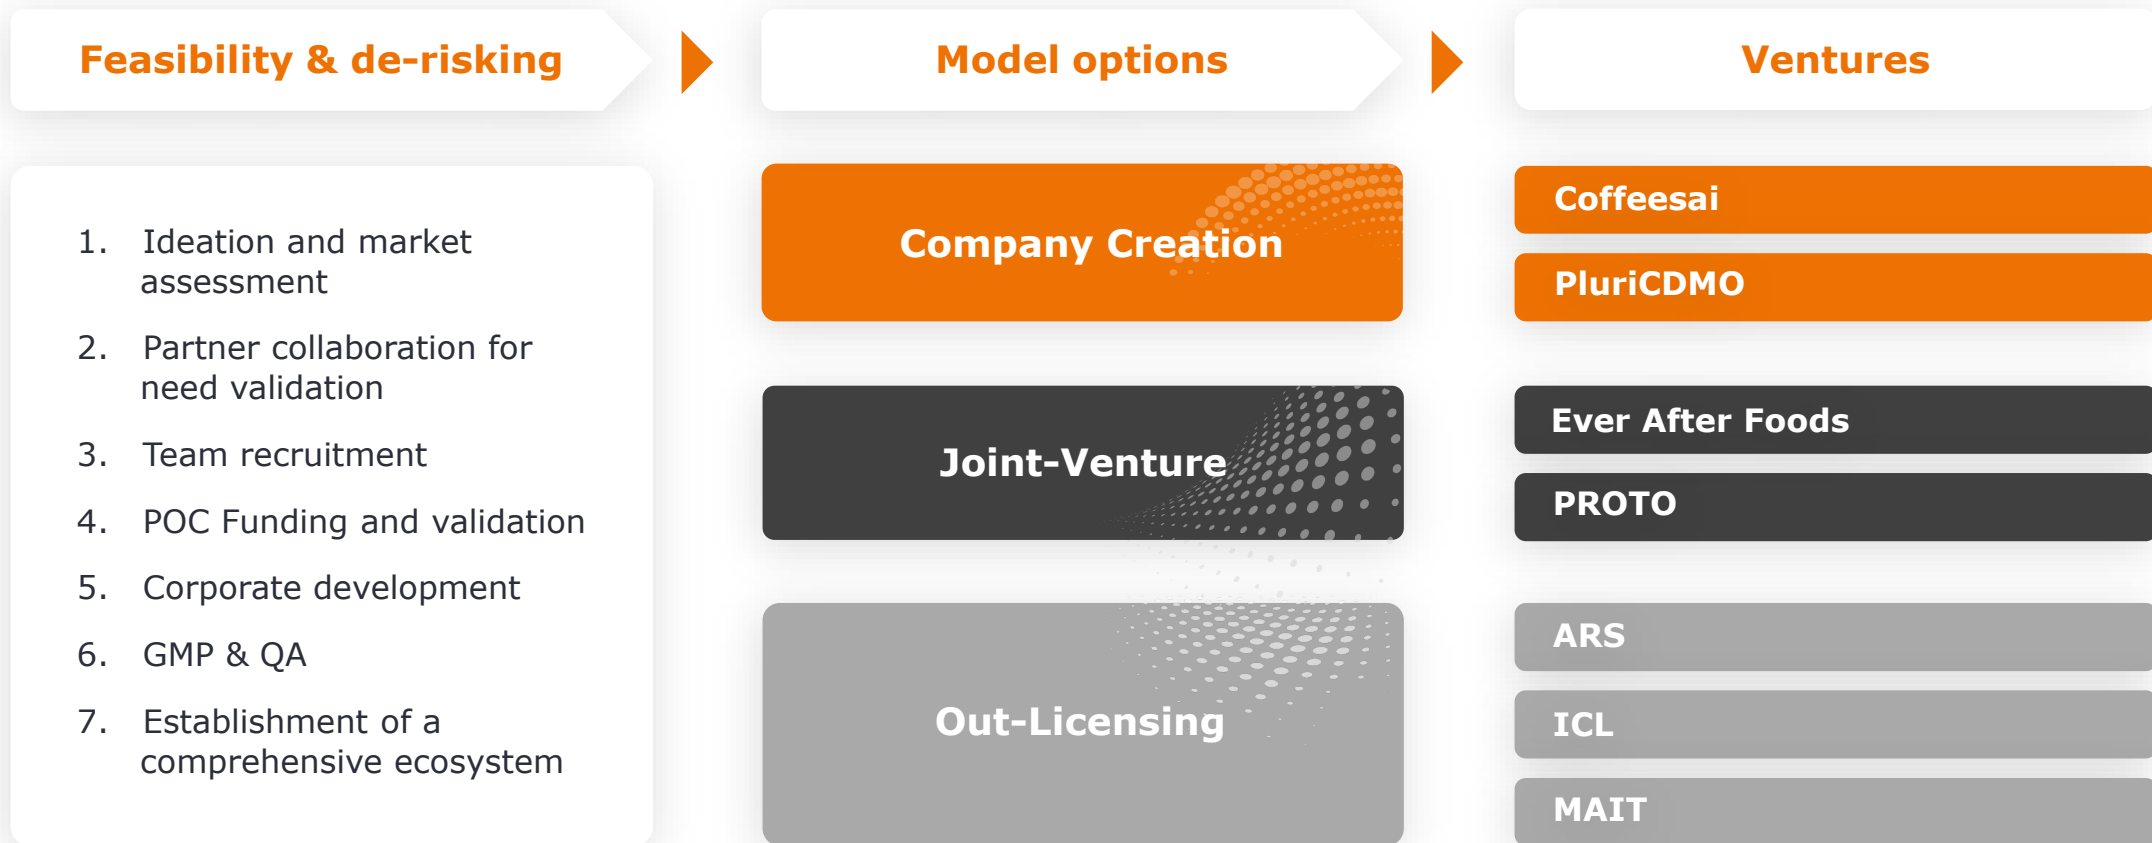 Feasibility & de-risking
Model options
Ventures
1. Ideation and market
assessment
2. Partner collaboration for
need validation
3. Team recruitment
4. POC Funding and validation
5. Corporate development
6. GMP & QA
7. Establishment of a
comprehensive ecosystem
Company Creation
Joint-Venture
Out-Licensing
Coffeesai
PluriCDMO
Ever After Foods
PROTO
ARS
ICL
MAIT